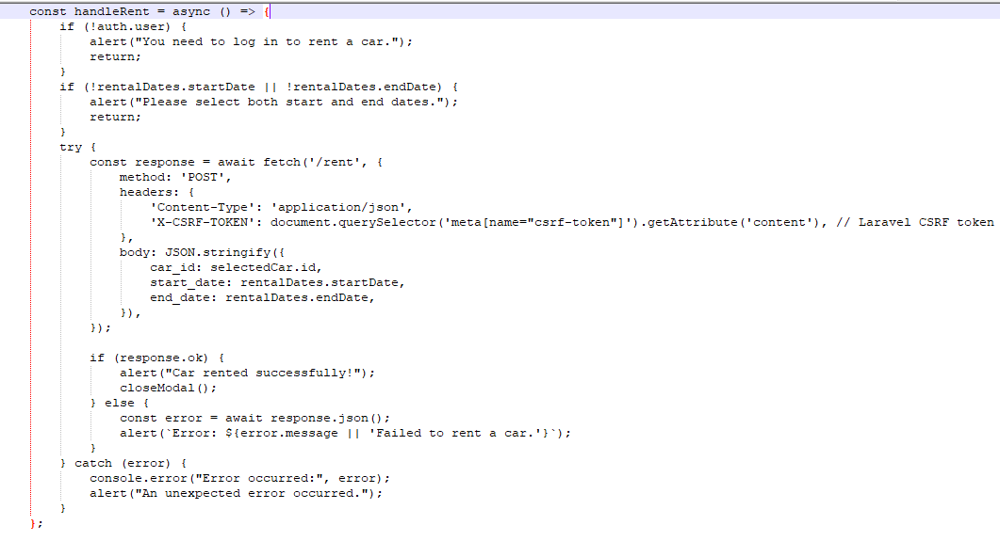 const handleRent = async () => {
    if (!auth.user) {
        alert("You need to log in to rent a car.");
        return;
    }
    if (!rentalDates.startDate || !rentalDates.endDate) {
        alert("Please select both start and end dates.");
        return;
    }
    try {
        const response = await fetch('/rent', {
            method: 'POST',
            headers: {
                'Content-Type': 'application/json',
                'X-CSRF-TOKEN': document.querySelector('meta[name="csrf-token"]').getAttribute('content'), // Laravel CSRF token
            },
            body: JSON.stringify({
                car_id: selectedCar.id,
                start_date: rentalDates.startDate,
                end_date: rentalDates.endDate,
            }),
        });

        if (response.ok) {
            alert("Car rented successfully!");
            closeModal();
        } else {
            const error = await response.json();
            alert(`Error: ${error.message || 'Failed to rent a car.'}`);
        }
    } catch (error) {
        console.error("Error occurred:", error);
        alert("An unexpected error occurred.");
    }
};